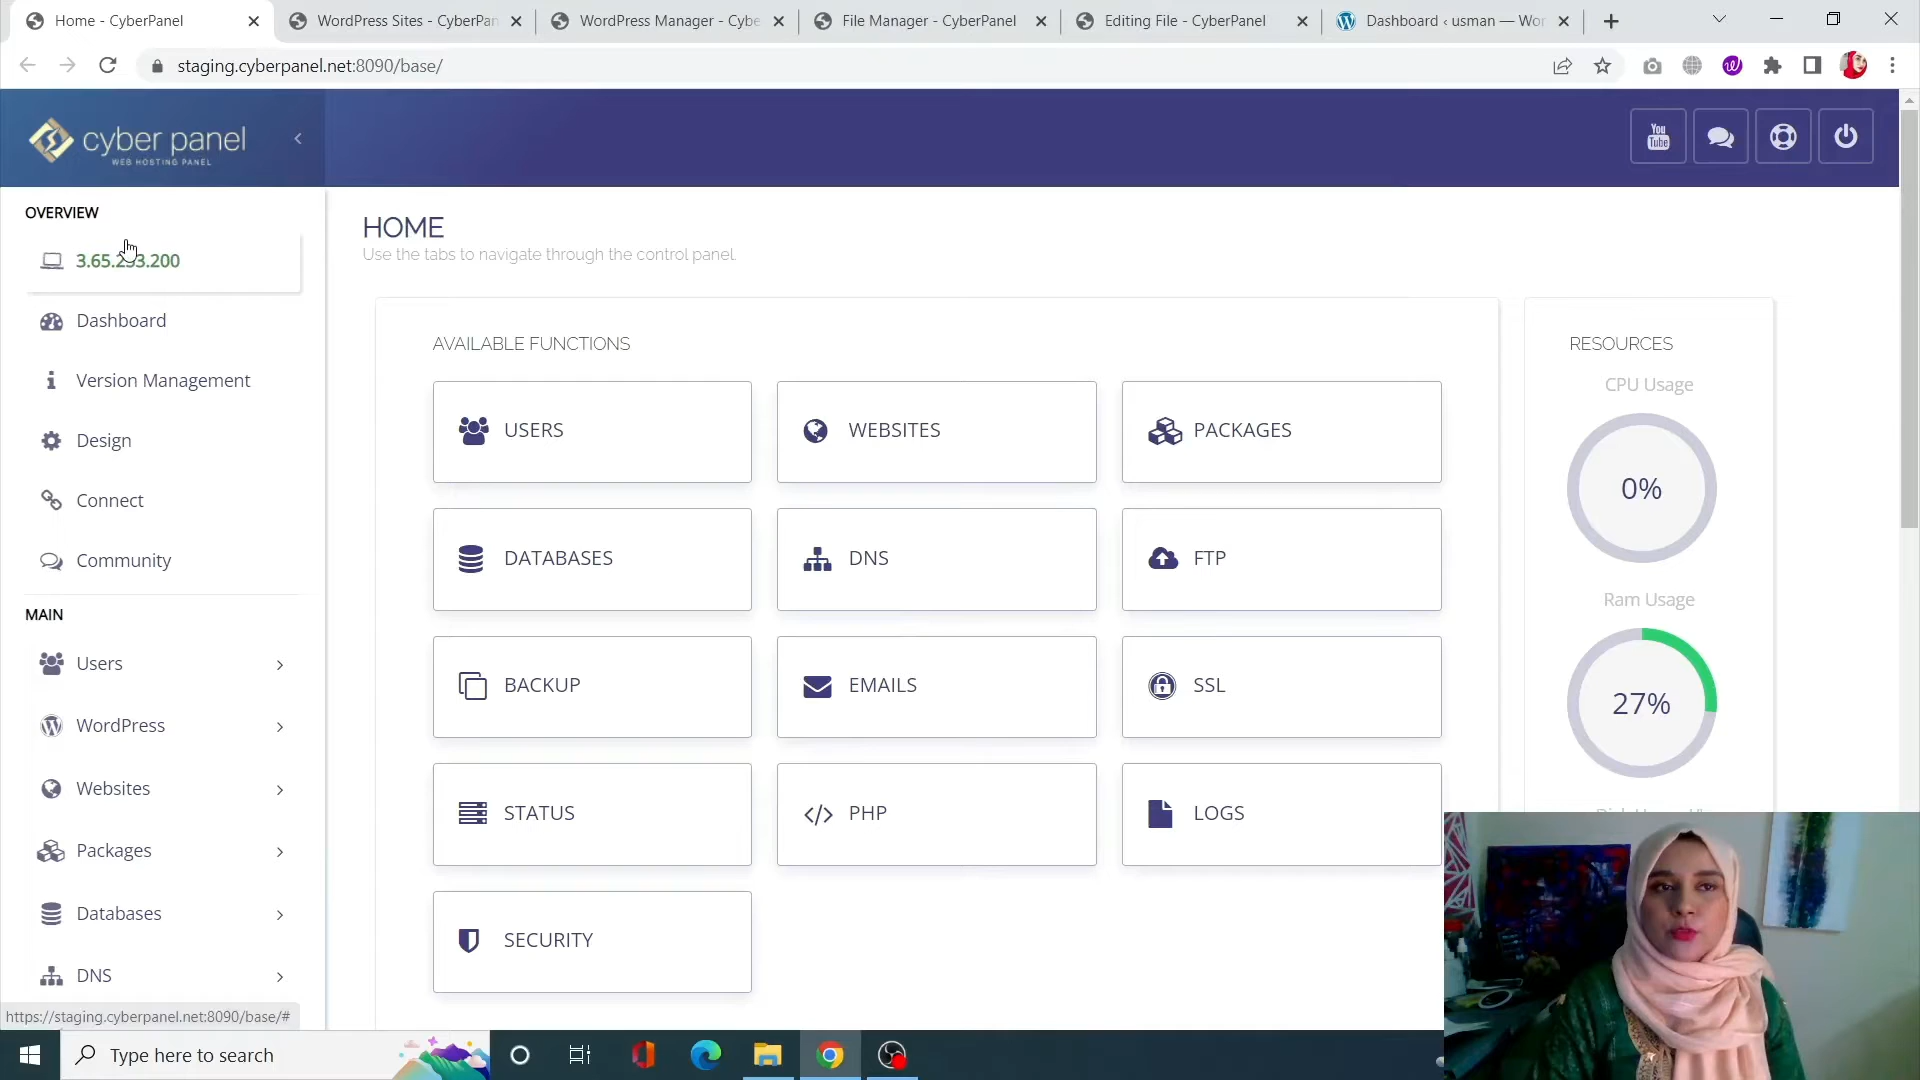 Home - CyberPanel
WordPress Sites - CyberPan
WordPress Manager - Cybe
File Manager - CyberPanel
Editing File - CyberPanel
Dashboard ‹ usman — Wor
staging.cyberpanel.net:8090/base/
cyber panel
WEB HOSTING PANEL
You
Tube
OVERVIEW
Dashboard
Version Management
Design
Connect
Community
MAIN
Users
WordPress
Websites
Packages
Databases
DNS
https://staging.cyberpanel.net:8090/base/#
HOME
Use the tabs to navigate through the control panel.
AVAILABLE FUNCTIONS
USERS
WEBSITES
PACKAGES
DATABASES
DNS
FTP
BACKUP
EMAILS
SSL
STATUS
PHP
LOGS
SECURITY
RESOURCES
CPU Usage
0%
Ram Usage
27%
Type here to search